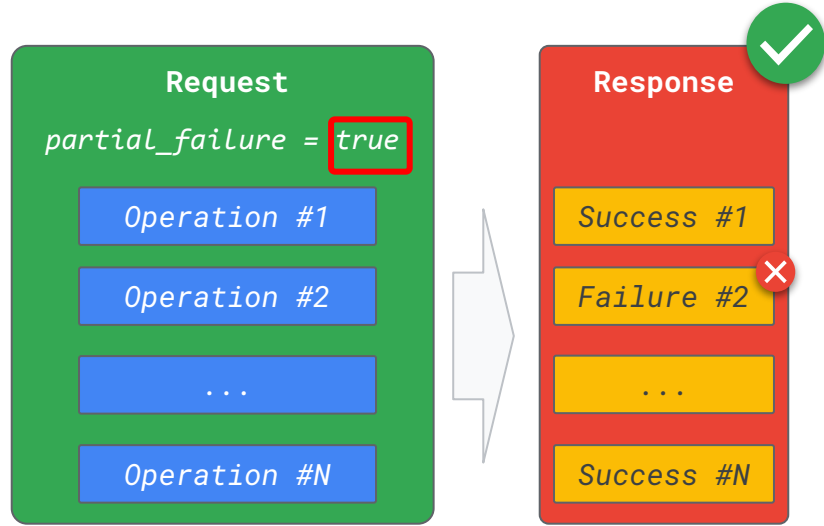 Request
partial_failure = true
Operation #1
Operation #2
...
Operation #N
Response
Success #1
Failure #2
...
Success #N